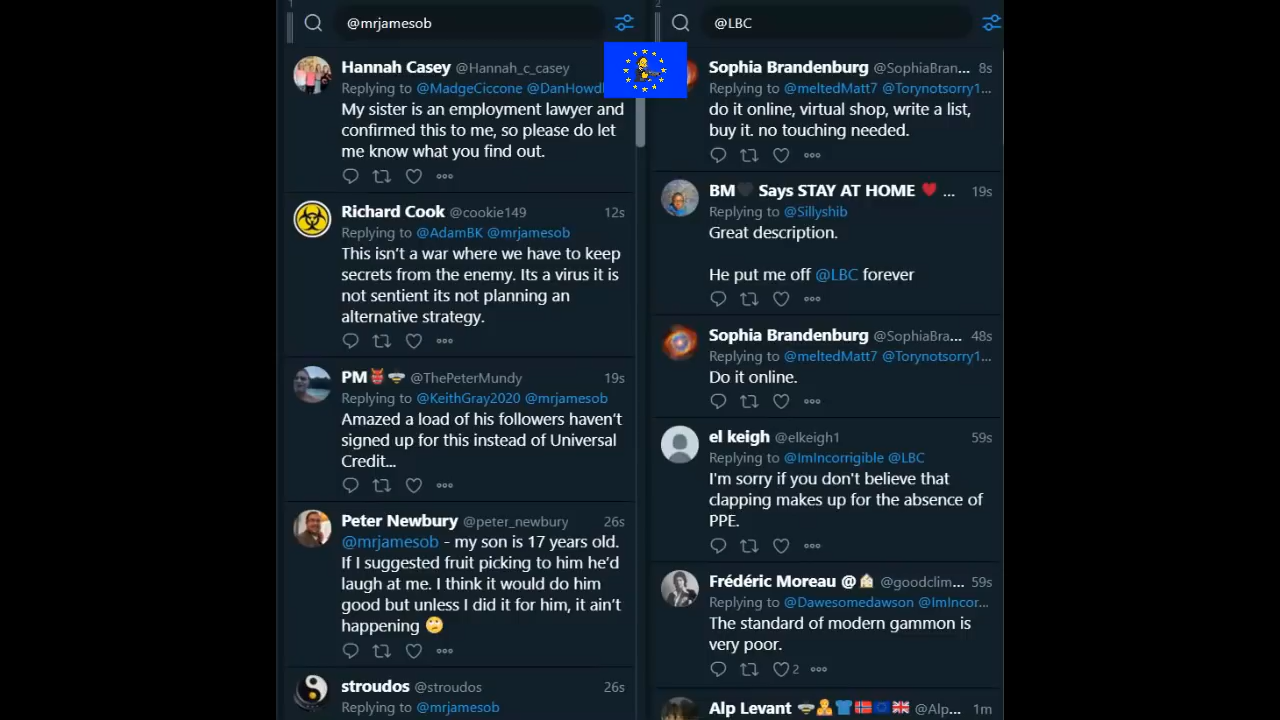 1
@mrjamesob
Hannah Casey @Hannah_c_casey
Replying to @MadgeCiccone @DanHowdl
My sister is an employment lawyer and
confirmed this to me, so please do let
me know what you find out.
Richard Cook @cookie149 12s
Replying to @AdamBK @mrjamesob
This isn't a war where we have to keep
secrets from the enemy. Its a virus it is
not sentient its not planning an
alternative strategy.
PM @ThePeterMundy 19s
Replying to @KeithGray2020 @mrjamesob
Amazed a load of his followers haven't
signed up for this instead of Universal
Credit...
Peter Newbury @peter_newbury 26s
@mrjamesob - my son is 17 years old.
If I suggested fruit picking to him he'd
laugh at me. I think it would do him
good but unless I did it for him, it ain't
happening
stroudos @stroudos 26s
Replying to @mrjamesob
2
@LBC
Sophia Brandenburg @SophiaBran... 8s
Replying to @meltedMatt7 @Torynotsorry1...
do it online, virtual shop, write a list,
buy it. no touching needed.
BM Says STAY AT HOME ... 19s
Replying to @Sillyshib
Great description.
He put me off @LBC forever
Sophia Brandenburg @SophiaBra... 48s
Replying to @meltedMatt7 @Torynotsorry1...
Do it online.
el keigh @elkeigh1 59s
Replying to @ImIncorrigible @LBC
I'm sorry if you don't believe that
clapping makes up for the absence of
PPE.
Frédéric Moreau @ @goodclim... 59s
Replying to @Dawesomedawson @ImIncor...
The standard of modern gammon is
very poor.
2
Alp Levant @Alp... 1m